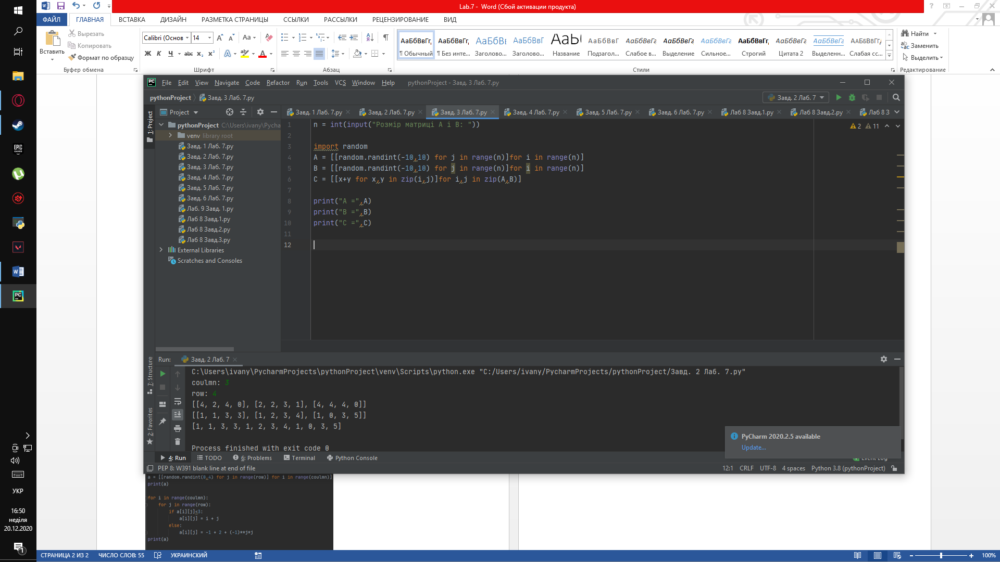 Lab.7 - Word (Сбой активации продукта)
ФАЙЛ ГЛАВНАЯ ВСТАВКА ДИЗАЙН РАЗМЕТКА СТРАНИЦЫ ССЫЛКИ РАССЫЛКИ РЕЦЕНЗИРОВАНИЕ ВИД
Вставить
Вырезать
Копировать
Формат по образцу
Буфер обмена
Calibri (Основ 14
Ж К Ч abc x₂ x²
Шрифт
Абзац
АаБбВвГг, АаБбВвГг, АаБбВı АаБбВвГ АаЫ АаБбВвГ АаБбВвГг АаБбВвГг АаБбВвГг АаБбВвГг, АаБбВвГг АаБбВвГг ААББВВГГД
¶ Обычный ¶ Без инте... Заголово... Заголово... Название Подзагол... Слабое в... Выделение Сильное... Строгий Цитата 2 Выделенн... Слабая сс...
Стили
Найти
Заменить
Выделить
Редактирование
PC File Edit View Navigate Code Refactor Run Tools VCS Window Help pythonProject - Завд. 3 Лаб. 7.py
pythonProject Завд. 3 Лаб. 7.py
Завд. 2 Лаб. 7
1: Project
Project
Завд. 1 Лаб. 7.py Завд. 2 Лаб. 7.py Завд. 3 Лаб. 7.py Завд. 4 Лаб. 7.py Завд. 5 Лаб. 7.py Завд. 6 Лаб. 7.py Лаб 8 Завд.1.py Лаб 8 Завд.2.py Лаб 8 З
pythonProject C:\Users\ivany\Pycha
venv library root
Завд. 1 Лаб. 7.py
Завд. 2 Лаб. 7.py
Завд. 3 Лаб. 7.py
Завд. 4 Лаб. 7.py
Завд. 5 Лаб. 7.py
Завд. 6 Лаб. 7.py
Лаб. 9 Завд. 1.py
Лаб 8 Завд.1.py
Лаб 8 Завд.2.py
Лаб 8 Завд.3.py
External Libraries
Scratches and Consoles
2 11
1 n = int(input("Розмір матриці А і В: "))
2
3 import random
4 A = [[random.randint(-10,10) for j in range(n)]for i in range(n)]
5 B = [[random.randint(-10,10) for j in range(n)]for i in range(n)]
6 C = [[x+y for x,y in zip(i,j)]for i,j in zip(A,B)]
7
8 print("A =",A)
9 print("B =",B)
10 print("C =",C)
11
12
7: Structure
2: Favorites
Run: Завд. 2 Лаб. 7
C:\Users\ivany\PycharmProjects\pythonProject\venv\Scripts\python.exe "C:/Users/ivany/PycharmProjects/pythonProject/Завд. 2 Лаб. 7.py"
coulmn: 3
row: 4
[[4, 2, 4, 0], [2, 2, 3, 1], [4, 4, 4, 0]]
[[1, 1, 3, 3], [1, 2, 3, 4], [1, 0, 3, 5]]
[1, 1, 3, 3, 1, 2, 3, 4, 1, 0, 3, 5]
Process finished with exit code 0
PyCharm 2020.2.5 available
Update...
4: Run TODO 6: Problems Terminal Python Console Event Log
PEP 8: W391 blank line at end of file
12:1 CRLF UTF-8 4 spaces Python 3.8 (pythonProject)
a = [[random.randint(0,4) for j in range(row)] for i in range(coulmn)]
print(a)
for i in range(coulmn):
for j in range(row):
if a[i][j]<3:
a[i][j] = i + j
else:
a[i][j] = -1 + 2 + (-1)**j*j
print(a)
EPIC GAMES
PC
УКР
16:50
неділя
20.12.2020
1
СТРАНИЦА 2 ИЗ 2 ЧИСЛО СЛОВ: 55 УКРАИНСКИЙ
100%